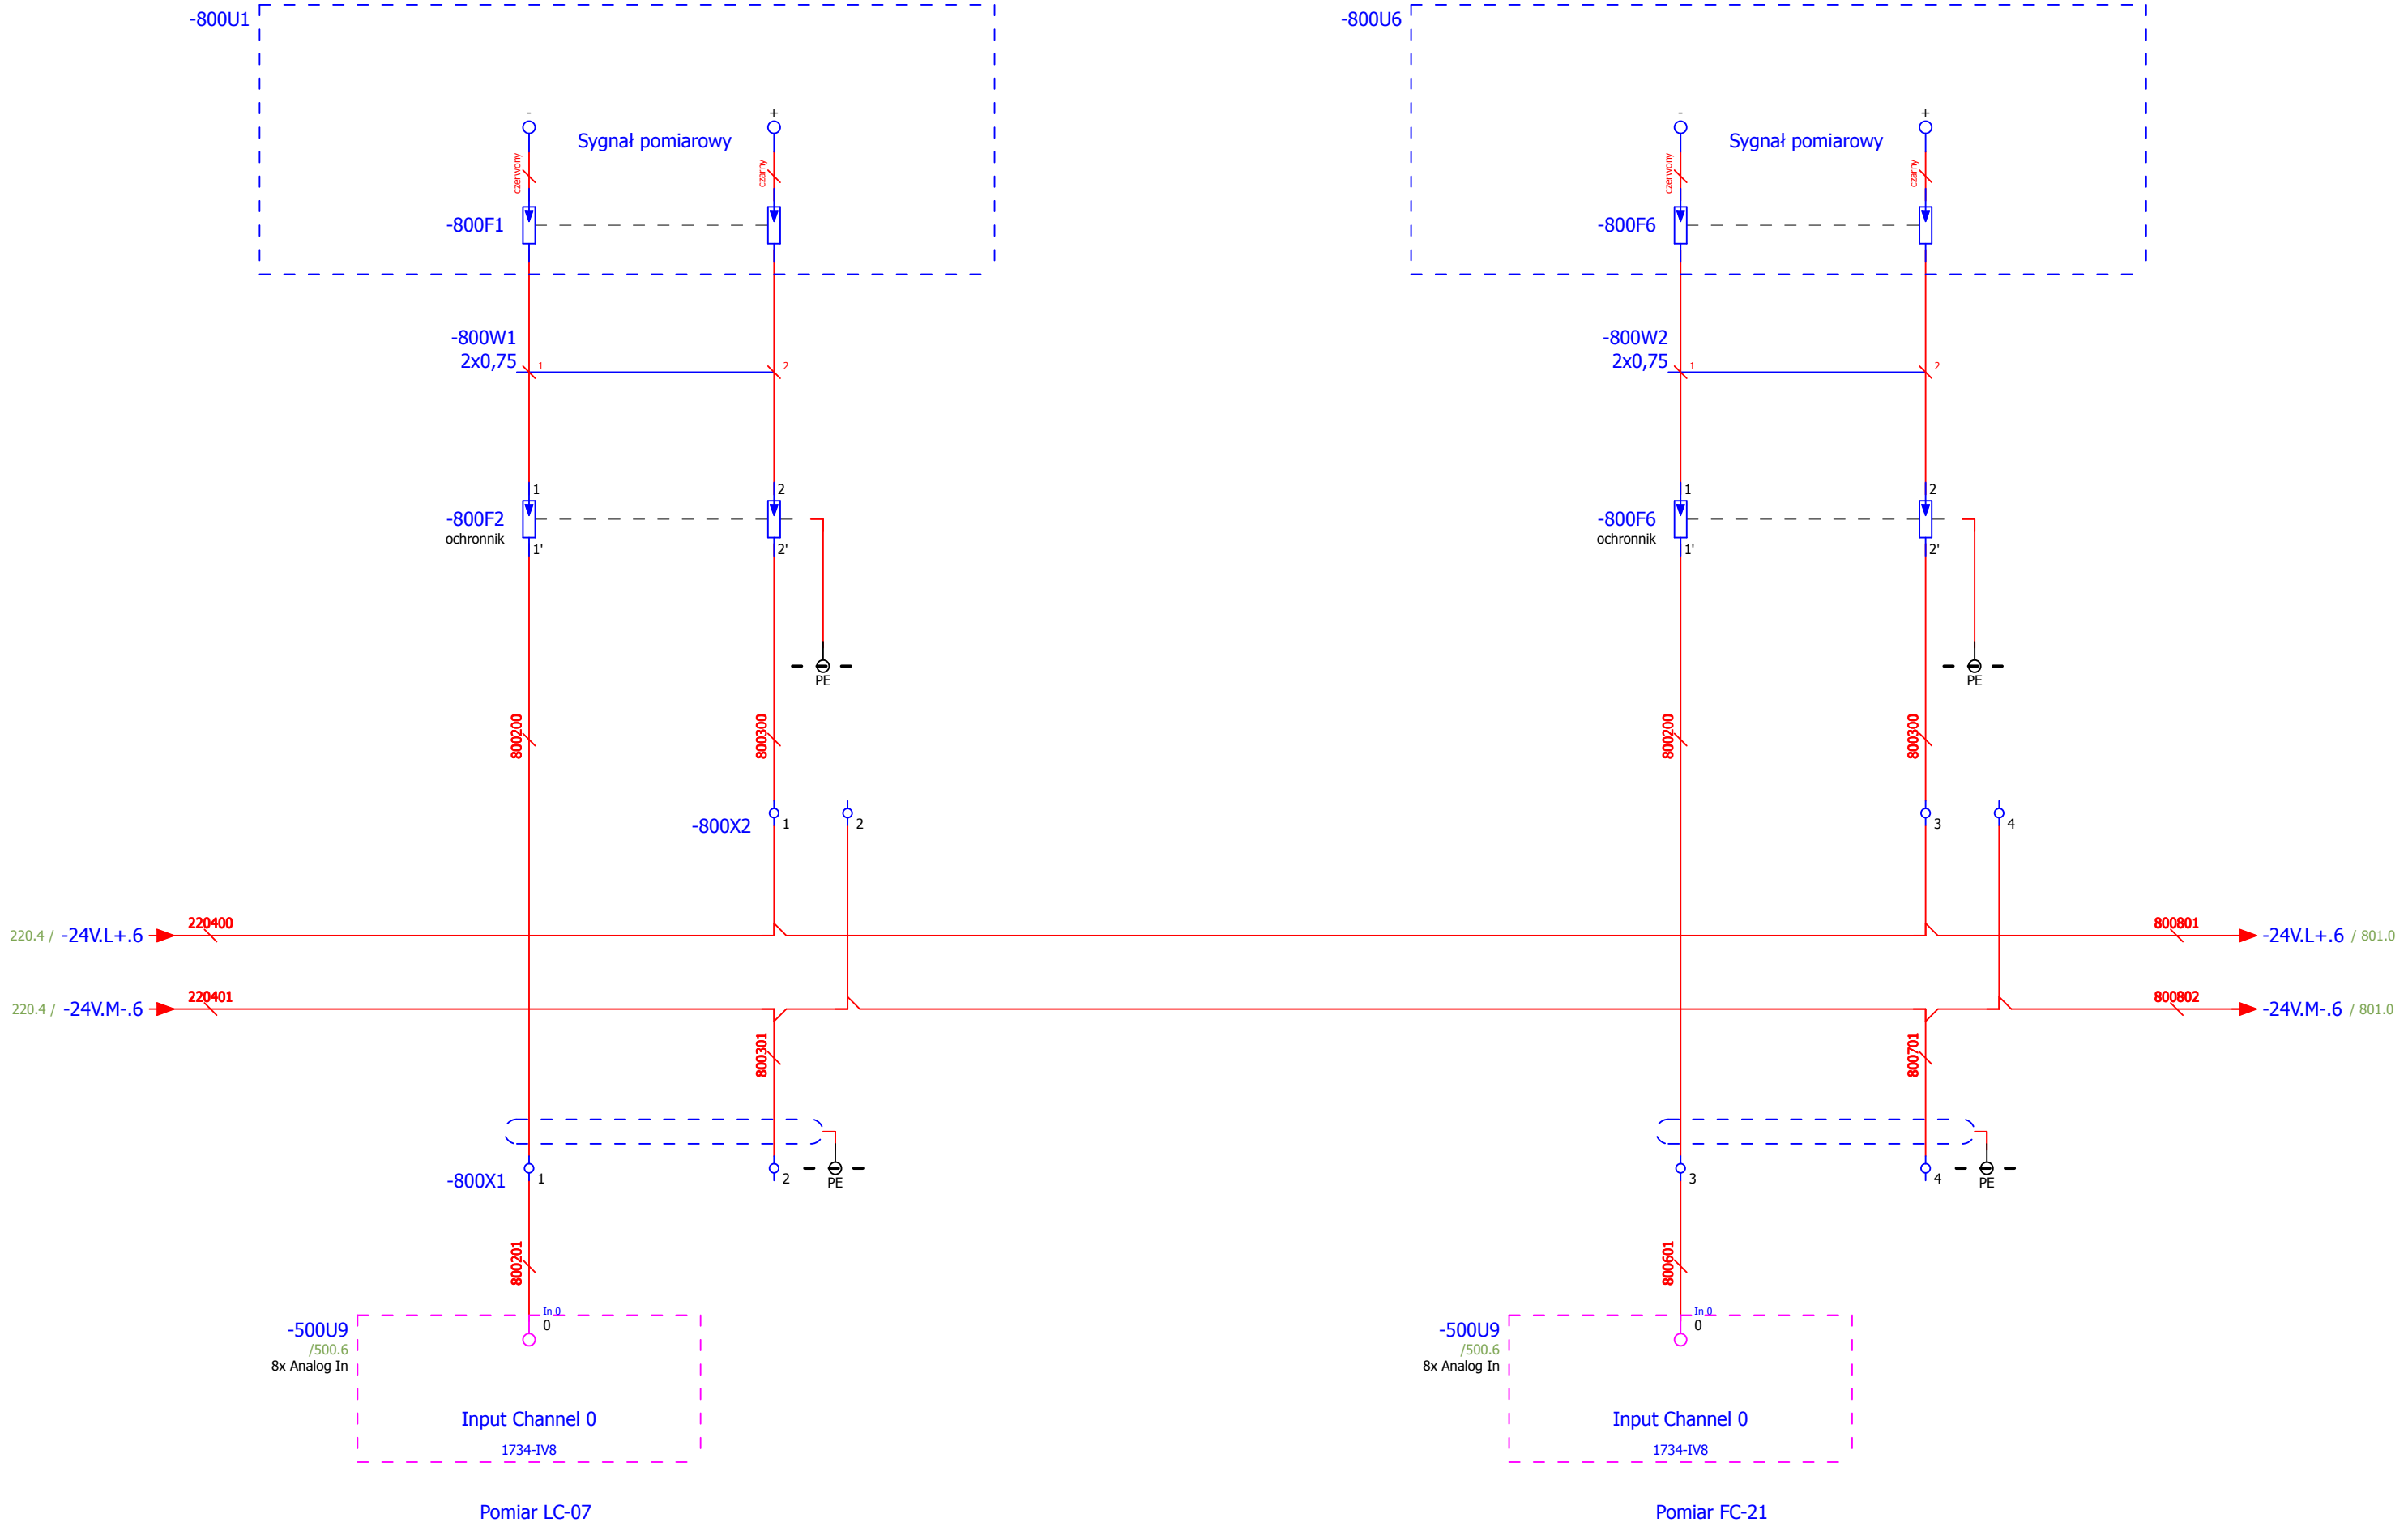 -800U1
-800U6
-
+
-
+
Sygnał pomiarowy
Sygnał pomiarowy
czerwony
czarny
czerwony
czarny
-800F1
-800F6
-800W1
2x0,75
1
2
-800W2
2x0,75
1
2
1
2
-800F2
ochronnik
1'
2'
1
2
-800F6
ochronnik
1'
2'
PE
PE
800200
800300
800200
800300
-800X2
1
2
3
4
220.4 / -24V.L+.6
220400
800801
-24V.L+.6 / 801.0
220.4 / -24V.M-.6
220401
800802
-24V.M-.6 / 801.0
800301
800701
-800X1
1
2
PE
3
4
PE
800201
800601
-500U9
/500.6
8x Analog In
In 0
0
-500U9
/500.6
8x Analog In
In 0
0
Input Channel 0
1734-IV8
Input Channel 0
1734-IV8
Pomiar LC-07
Pomiar FC-21